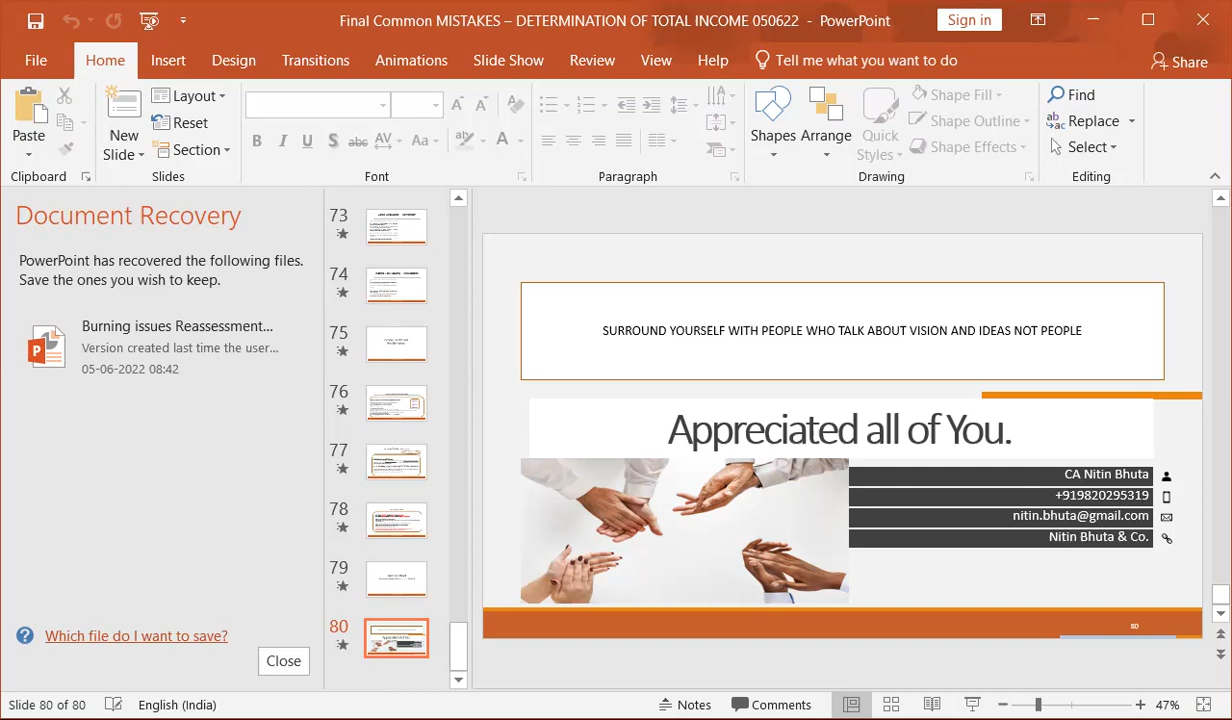 Final Common MISTAKES – DETERMINATION OF TOTAL INCOME 050622 - PowerPoint
Sign in
File Home Insert Design Transitions Animations Slide Show Review View Help Tell me what you want to do Share
Paste
New Slide
Layout
Reset
Section
B I U S abc AV Aa A
Shapes
Arrange
Quick Styles
Shape Fill
Shape Outline
Shape Effects
Find
Replace
Select
Clipboard Slides Font Paragraph Drawing Editing
Document Recovery
PowerPoint has recovered the following files.
Save the ones you wish to keep.
Burning issues Reassessment...
Version created last time the user...
05-06-2022 08:42
Which file do I want to save?
Close
73
74
75
76
77
78
79
80
SURROUND YOURSELF WITH PEOPLE WHO TALK ABOUT VISION AND IDEAS NOT PEOPLE
Appreciated all of You.
CA Nitin Bhuta
+919820295319
nitin.bhuta@gmail.com
Nitin Bhuta & Co.
80
Slide 80 of 80 English (India) Notes Comments 47%